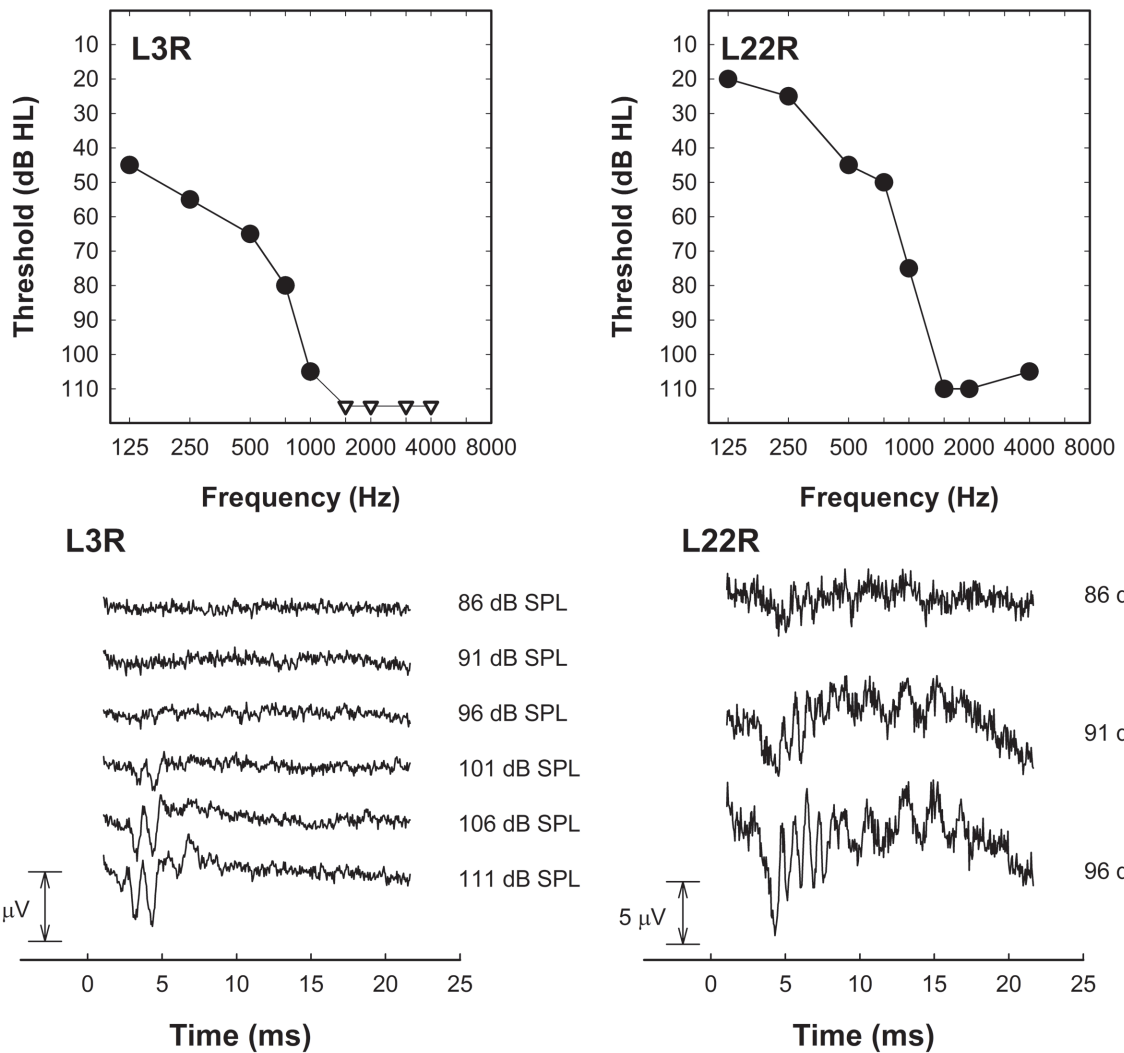 L3R
10
20
30
40
50
60
70
80
90
100
110
Threshold (dB HL)
125 250 500 1000 2000 4000 8000
Frequency (Hz)
L22R
10
20
30
40
50
60
70
80
90
100
110
Threshold (dB HL)
125 250 500 1000 2000 4000 8000
Frequency (Hz)
L3R
86 dB SPL
91 dB SPL
96 dB SPL
101 dB SPL
106 dB SPL
111 dB SPL
μV
0 5 10 15 20 25
Time (ms)
L22R
86 d
91 d
96 d
5 μV
0 5 10 15 20 25
Time (ms)